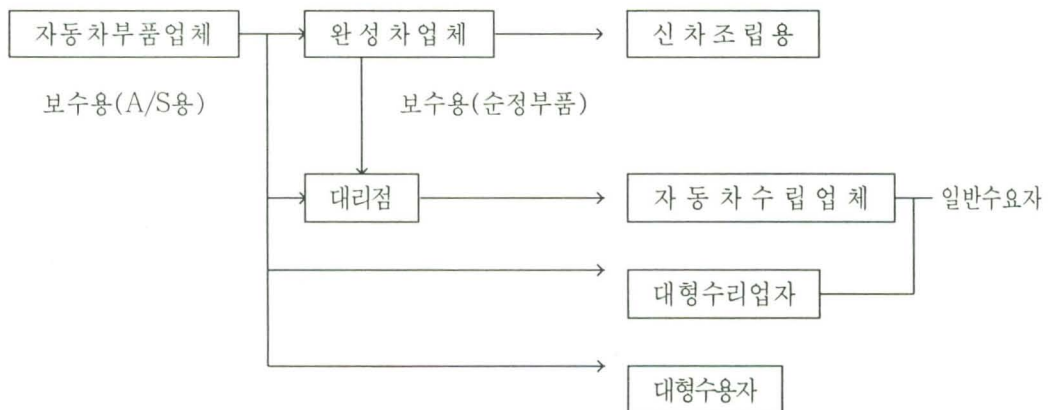 자동차부품업체 완성차업체 신차조립용
보수용(A/S용) 보수용(순정부품)
대리점 자동차수립업체 일반수요자
대형수리업자
대형수용자